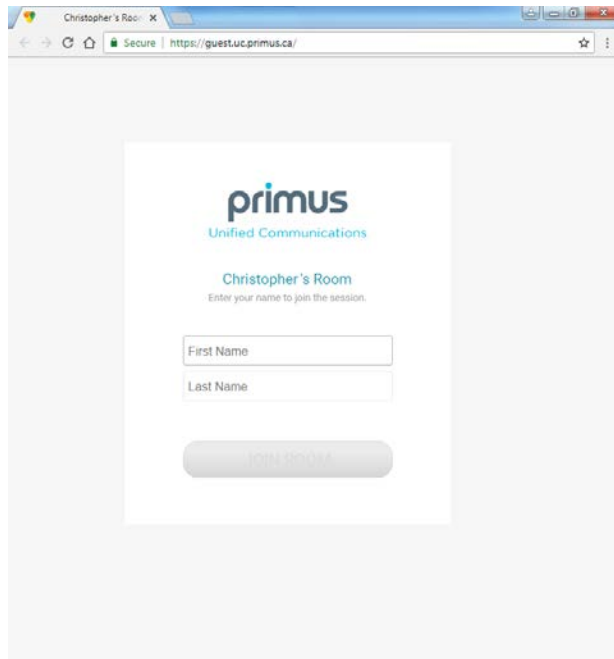 Christopher's Roor
Secure | https://guest.uc.primus.ca/
primus
Unified Communications
Christopher's Room
Enter your name to join the session.
First Name
Last Name
JOIN ROOM